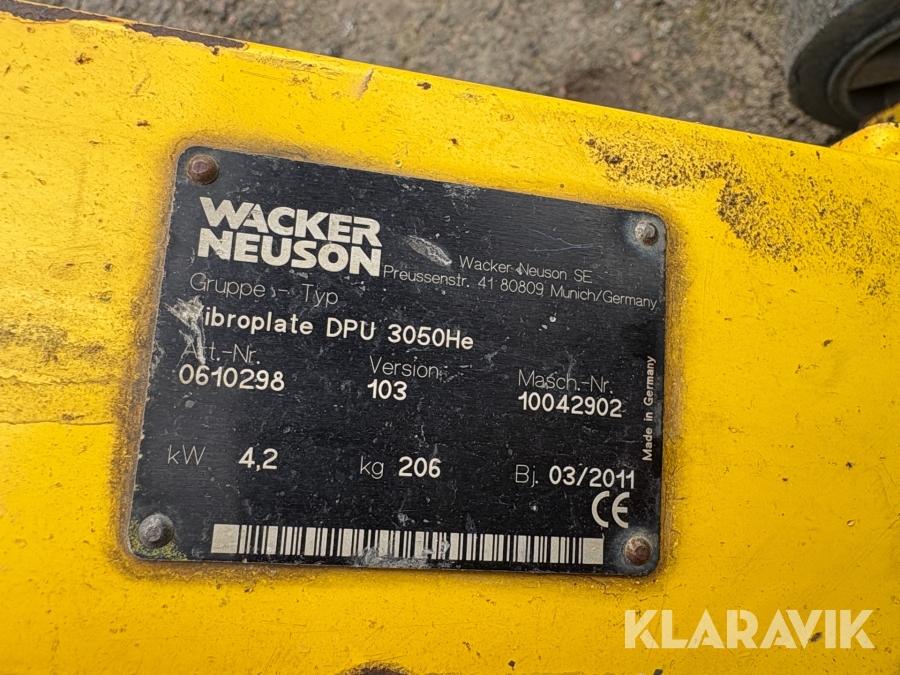 WACKER
NEUSON
Wacker Neuson SE
Preussenstr. 41 80809 Munich/Germany
Gruppe - Typ
Vibroplate DPU 3050He
Art.-Nr. Version Masch.-Nr.
0610298 103 10042902
kW 4,2 kg 206 Bj. 03/2011
CE
Made in Germany
KLARAVIK